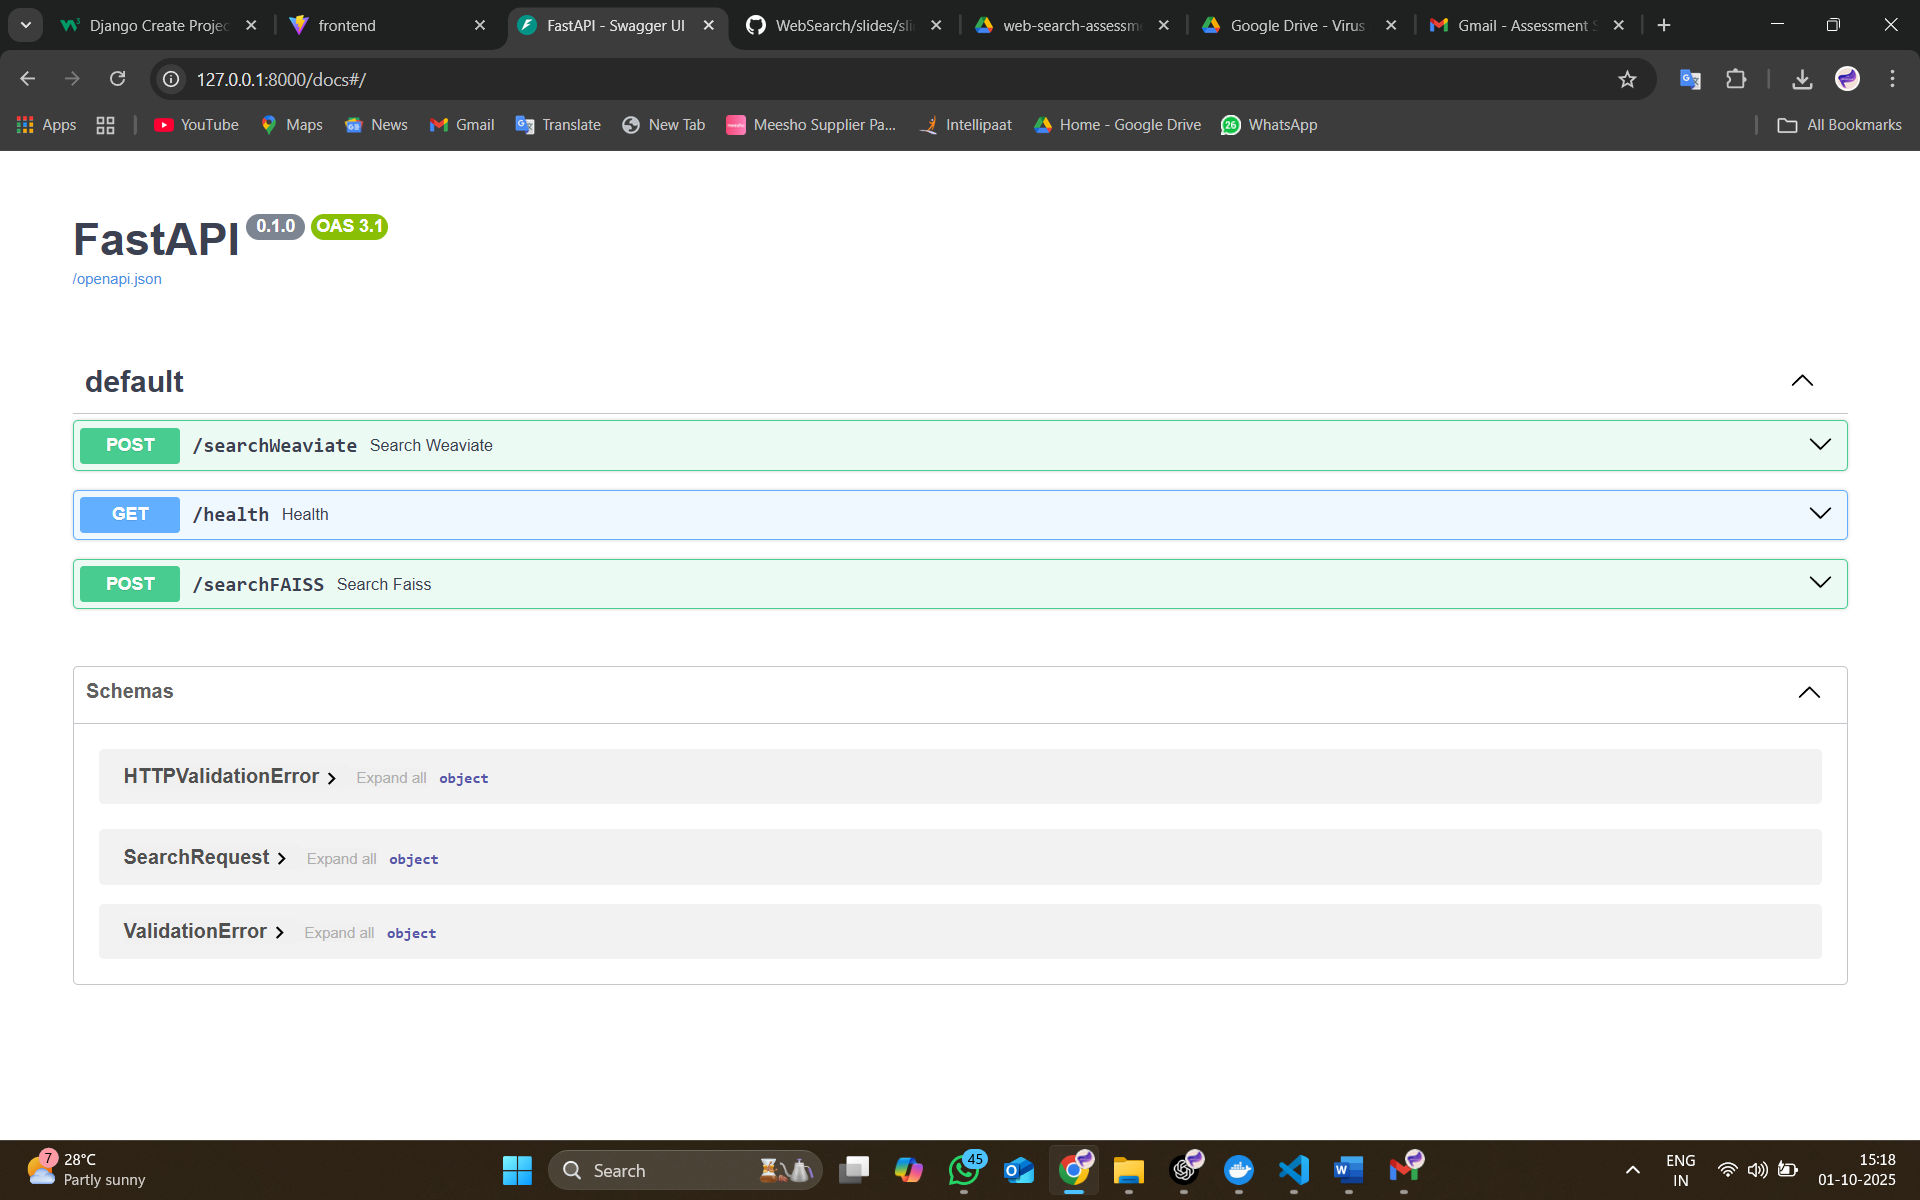 Django Create Projec
frontend
FastAPI - Swagger UI
WebSearch/slides/sli
web-search-assessme
Google Drive - Virus
Gmail - Assessment S
127.0.0.1:8000/docs#/
Apps
YouTube
Maps
News
Gmail
Translate
New Tab
Meesho Supplier Pa...
Intellipaat
Home - Google Drive
26
WhatsApp
All Bookmarks
FastAPI 0.1.0 OAS 3.1
/openapi.json
default
POST /searchWeaviate Search Weaviate
GET /health Health
POST /searchFAISS Search Faiss
Schemas
HTTPValidationError Expand all object
SearchRequest Expand all object
ValidationError Expand all object
7
28°C
Partly sunny
Search
45
ENG
IN
15:18
01-10-2025